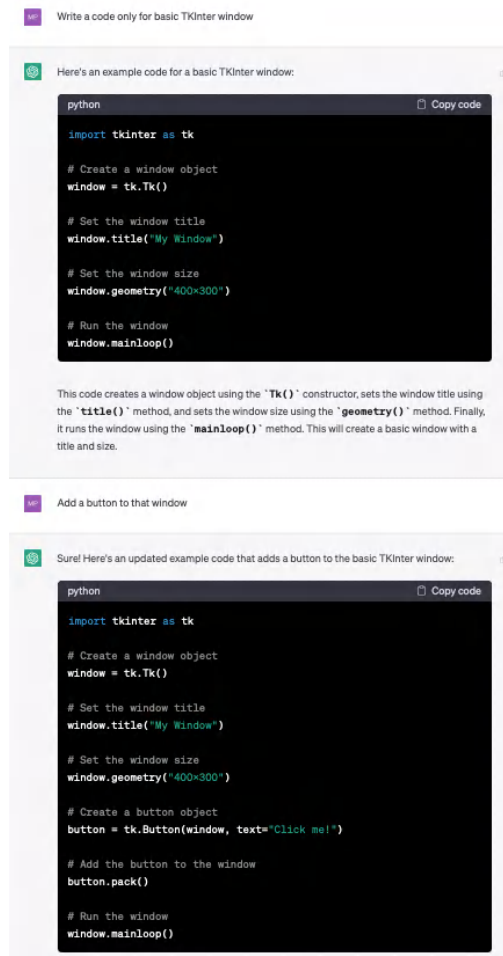 MP Write a code only for basic TKInter window
Here's an example code for a basic TKInter window:
python Copy code
import tkinter as tk
# Create a window object
window = tk.Tk()
# Set the window title
window.title("My Window")
# Set the window size
window.geometry("400×300")
# Run the window
window.mainloop()
This code creates a window object using the `Tk()` constructor, sets the window title using
the `title()` method, and sets the window size using the `geometry()` method. Finally,
it runs the window using the `mainloop()` method. This will create a basic window with a
title and size.
MP Add a button to that window
Sure! Here's an updated example code that adds a button to the basic TKInter window:
python Copy code
import tkinter as tk
# Create a window object
window = tk.Tk()
# Set the window title
window.title("My Window")
# Set the window size
window.geometry("400×300")
# Create a button object
button = tk.Button(window, text="Click me!")
# Add the button to the window
button.pack()
# Run the window
window.mainloop()